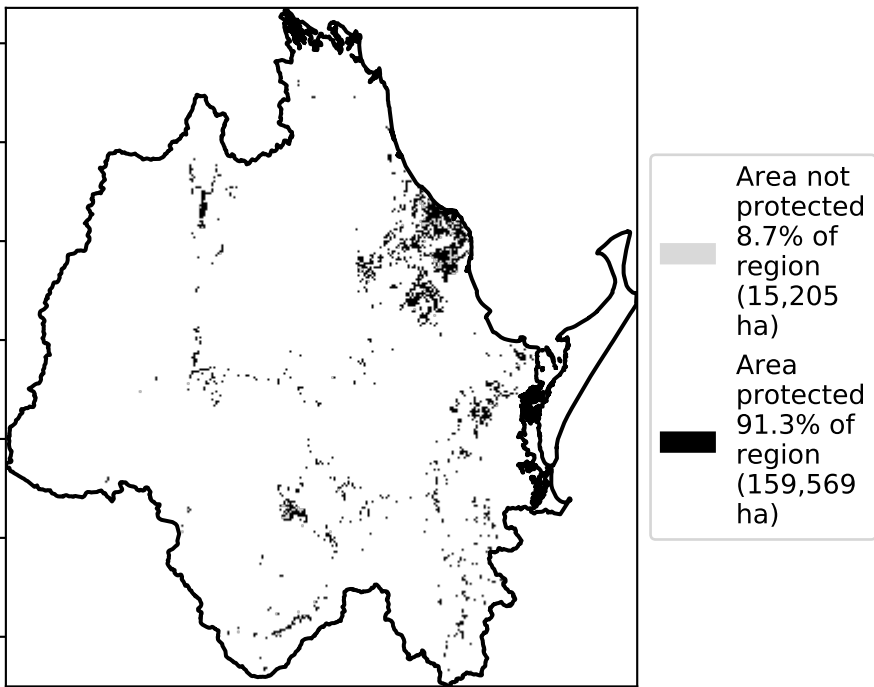 Area not
protected
8.7% of
region
(15,205
ha)
Area
protected
91.3% of
region
(159,569
ha)